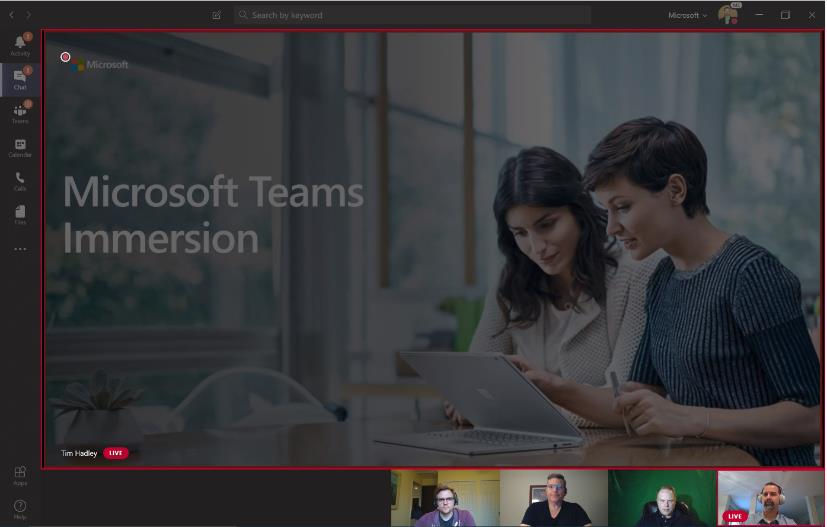 Search by keyword
Microsoft
Activity
Chat
Teams
Calendar
Calls
Files
Microsoft
Microsoft Teams
Immersion
Tim Hadley LIVE
Apps
Help
LIVE